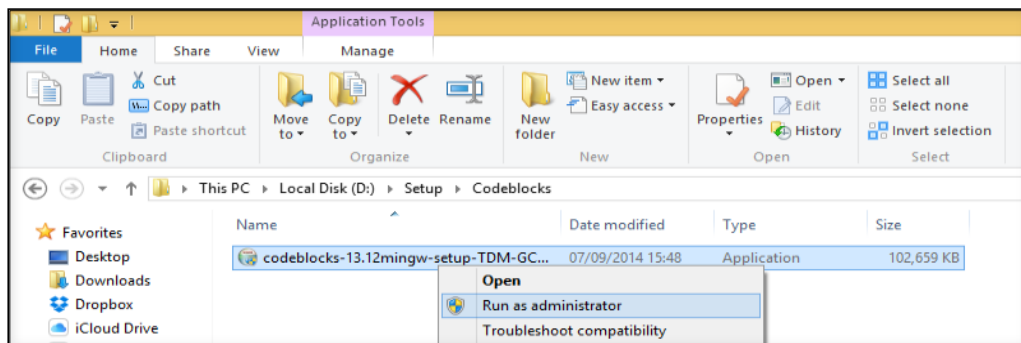 Application Tools
File Home Share View Manage
Cut
Copy path
Paste shortcut
Copy Paste
Move to Copy to Delete Rename
New folder
New item
Easy access
Properties
Open
Edit
History
Select all
Select none
Invert selection
Clipboard Organize New Open Select
This PC Local Disk (D:) Setup Codeblocks
Favorites
Desktop
Downloads
Dropbox
iCloud Drive
Name Date modified Type Size
codeblocks-13.12mingw-setup-TDM-GC... 07/09/2014 15:48 Application 102,659 KB
Open
Run as administrator
Troubleshoot compatibility